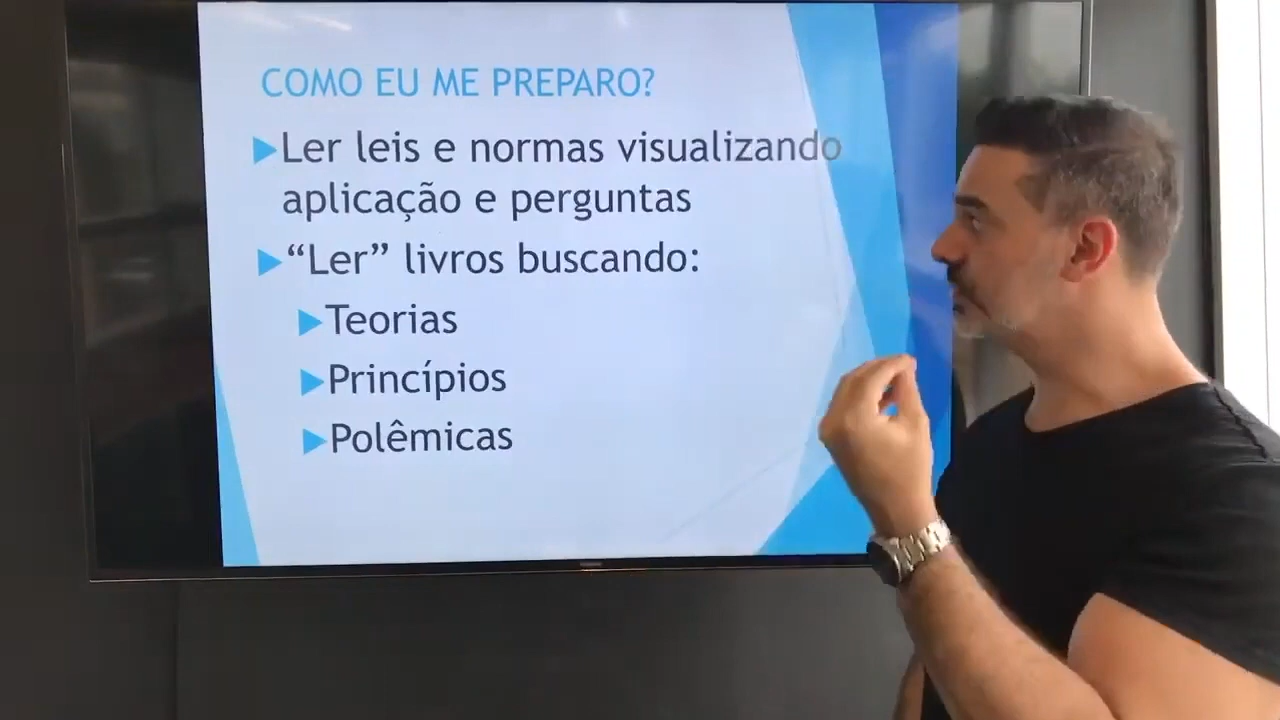 COMO EU ME PREPARO?
Ler leis e normas visualizando
aplicação e perguntas
“Ler” livros buscando:
Teorias
Princípios
Polêmicas